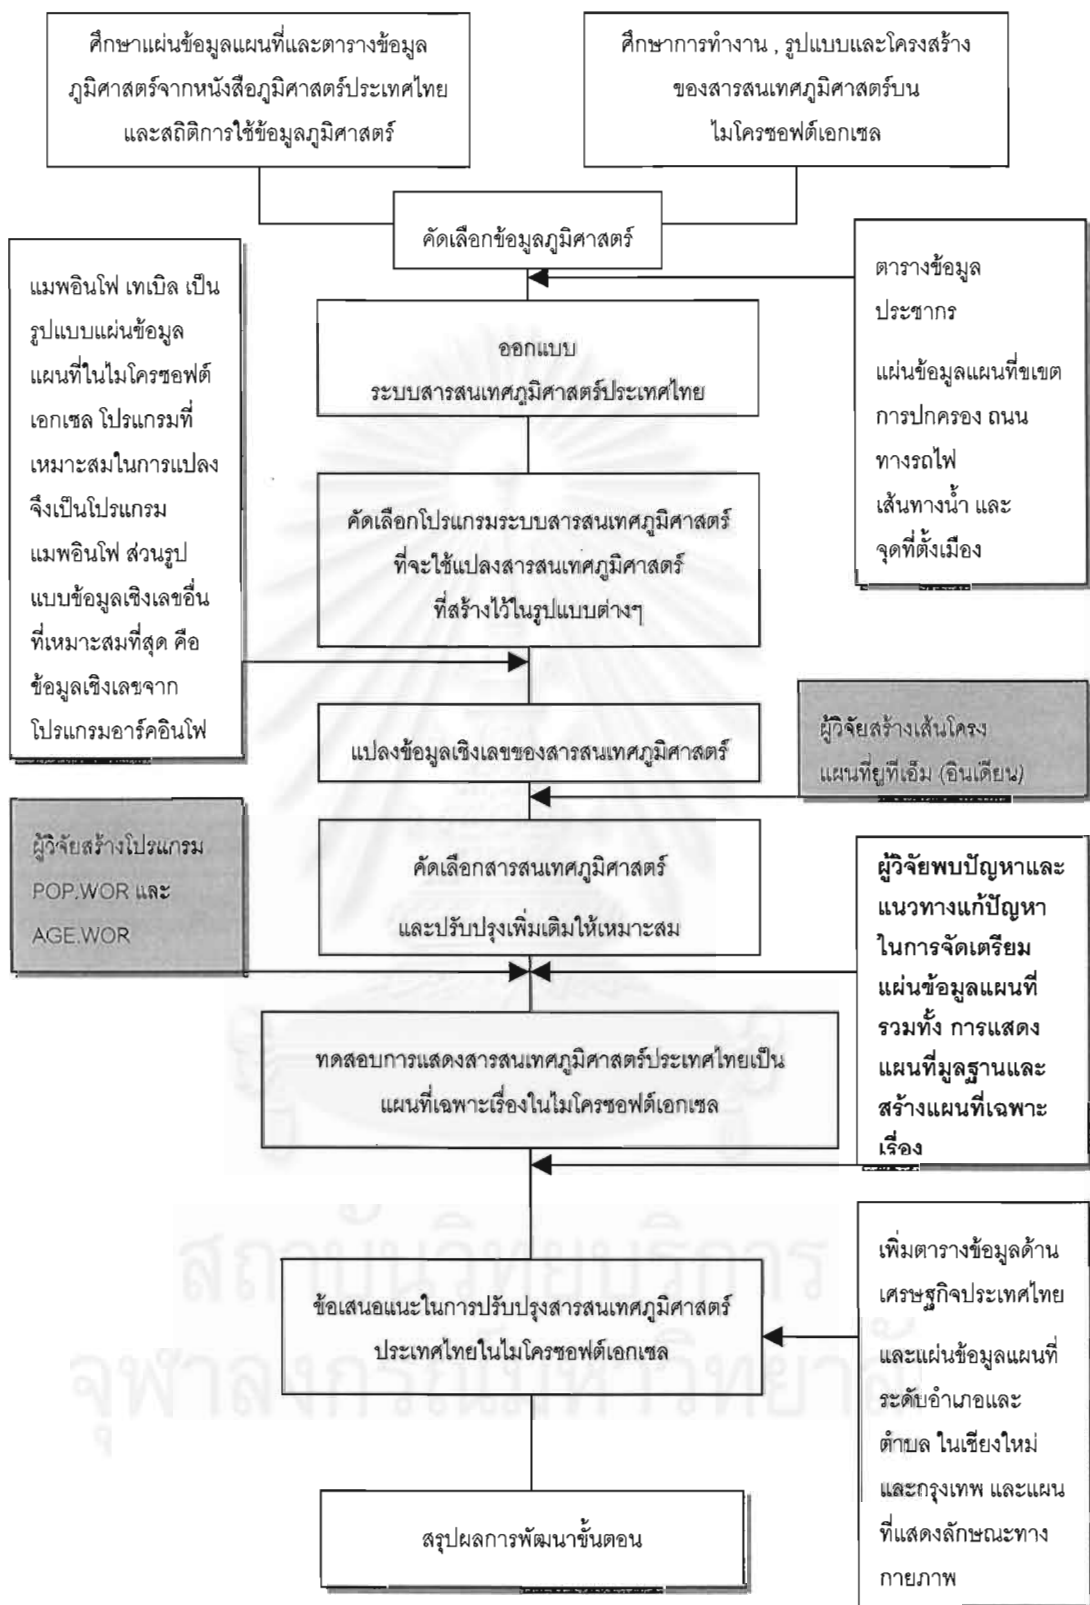 ศึกษาแผ่นข้อมูลแผนที่และตารางข้อมูล
ภูมิศาสตร์จากหนังสือภูมิศาสตร์ประเทศไทย
และสถิติการใช้ข้อมูลภูมิศาสตร์
ศึกษาการทำงาน , รูปแบบและโครงสร้าง
ของสารสนเทศภูมิศาสตร์บน
ไมโครซอฟต์เอกเซล
คัดเลือกข้อมูลภูมิศาสตร์
ตารางข้อมูล
ประชากร
แผ่นข้อมูลแผนที่ขเขต
การปกครอง ถนน
ทางรถไฟ
เส้นทางน้ำ และ
จุดที่ตั้งเมือง
แมพอินโฟ เทเบิล เป็น
รูปแบบแผ่นข้อมูล
แผนที่ในไมโครซอฟต์
เอกเซล โปรแกรมที่
เหมาะสมในการแปลง
จึงเป็นโปรแกรม
แมพอินโฟ ส่วนรูป
แบบข้อมูลเชิงเลขอื่น
ที่เหมาะสมที่สุด คือ
ข้อมูลเชิงเลขจาก
โปรแกรมอาร์คอินโฟ
ออกแบบ
ระบบสารสนเทศภูมิศาสตร์ประเทศไทย
คัดเลือกโปรแกรมระบบสารสนเทศภูมิศาสตร์
ที่จะใช้แปลงสารสนเทศภูมิศาสตร์
ที่สร้างไว้ในรูปแบบต่างๆ
แปลงข้อมูลเชิงเลขของสารสนเทศภูมิศาสตร์
ผู้วิจัยสร้างเส้นโครง
แผนที่ยูทีเอ็ม (อินเดียน)
ผู้วิจัยสร้างโปรแกรม
POP.WOR และ
AGE.WOR
คัดเลือกสารสนเทศภูมิศาสตร์
และปรับปรุงเพิ่มเติมให้เหมาะสม
ผู้วิจัยพบปัญหาและ
แนวทางแก้ปัญหา
ในการจัดเตรียม
แผ่นข้อมูลแผนที่
รวมทั้ง การแสดง
แผนที่มูลฐานและ
สร้างแผนที่เฉพาะ
เรื่อง
ทดสอบการแสดงสารสนเทศภูมิศาสตร์ประเทศไทยเป็น
แผนที่เฉพาะเรื่องในไมโครซอฟต์เอกเซล
ข้อเสนอแนะในการปรับปรุงสารสนเทศภูมิศาสตร์
ประเทศไทยในไมโครซอฟต์เอกเซล
เพิ่มตารางข้อมูลด้าน
เศรษฐกิจประเทศไทย
และแผ่นข้อมูลแผนที่
ระดับอำเภอและ
ตำบล ในเชียงใหม่
และกรุงเทพ และแผน
ที่แสดงลักษณะทาง
กายภาพ
สรุปผลการพัฒนาขั้นตอน
สถาบันวิทยบริการ
จุฬาลงกรณ์มหาวิทยาลัย